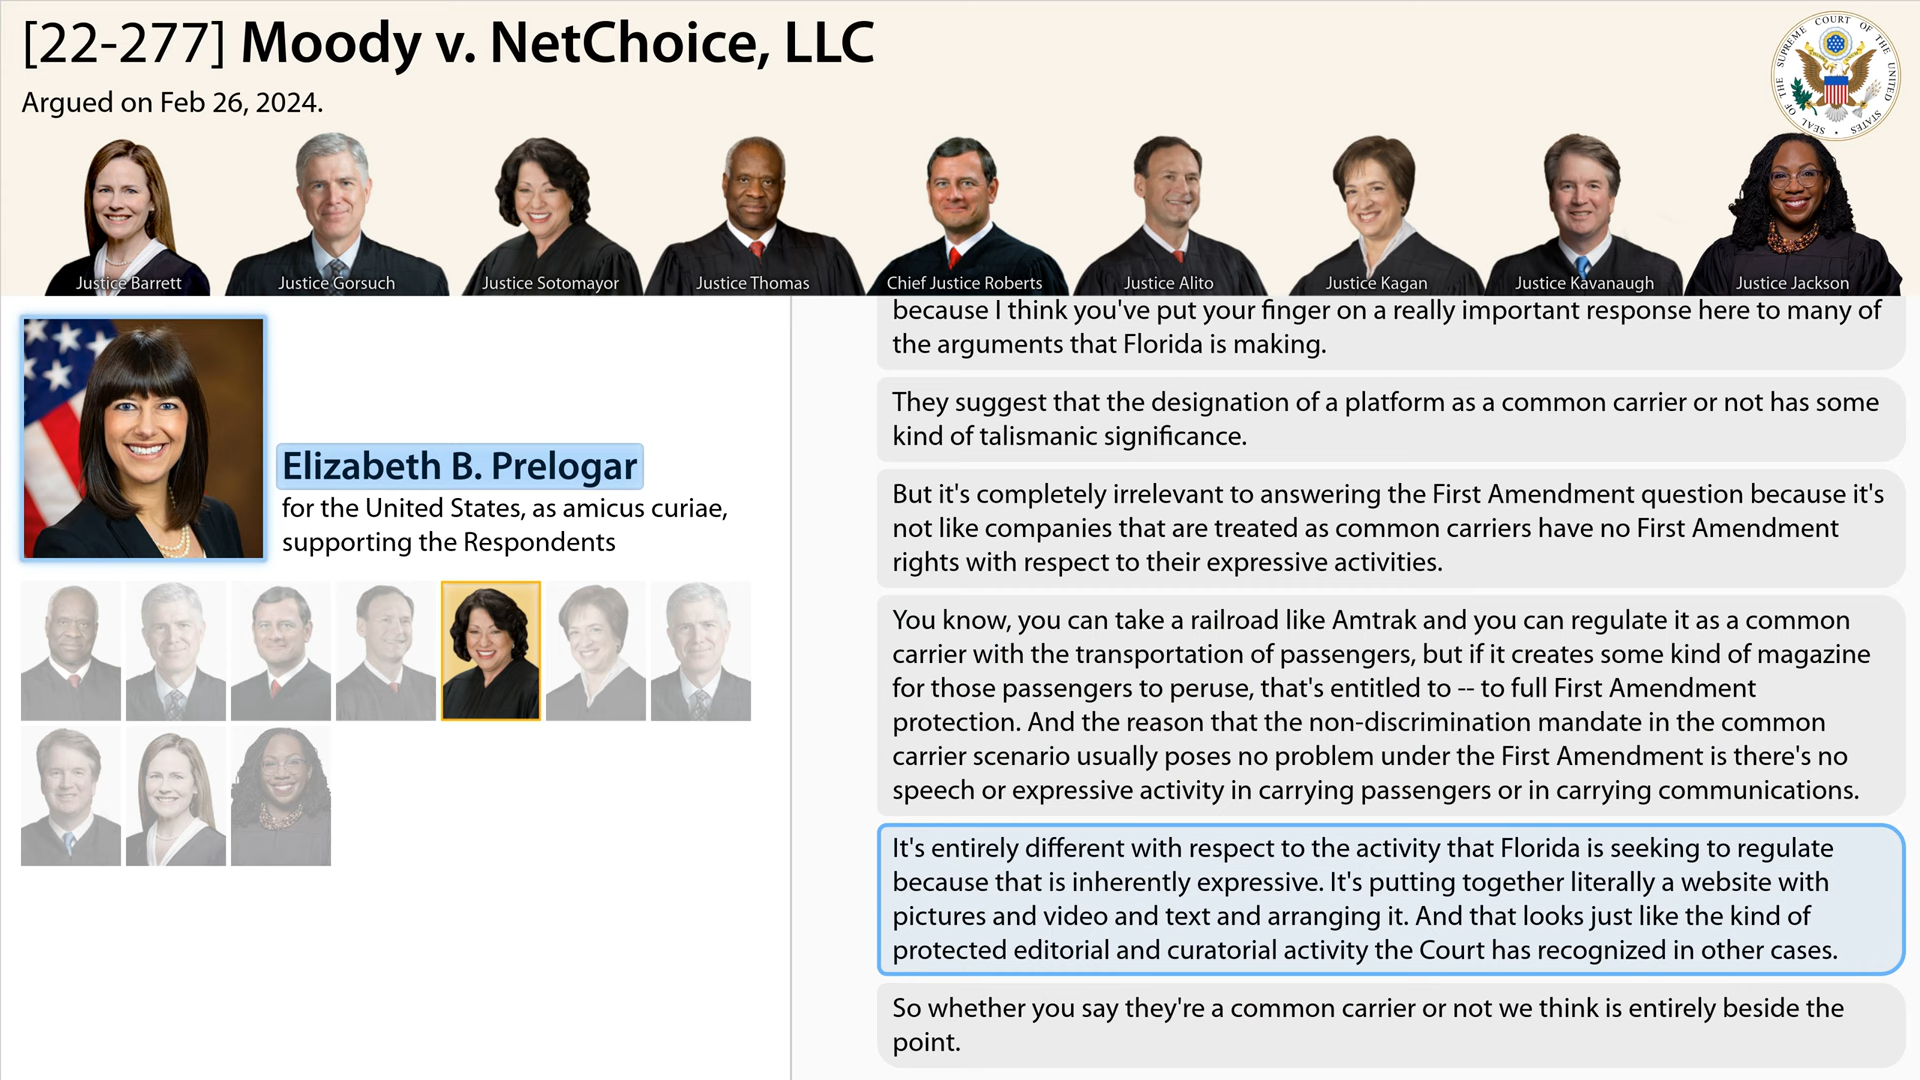 [22-277] Moody v. NetChoice, LLC
Argued on Feb 26, 2024.
SEAL OF THE SUPREME COURT OF THE UNITED STATES
Justice Barrett
Justice Gorsuch
Justice Sotomayor
Justice Thomas
Chief Justice Roberts
Justice Alito
Justice Kagan
Justice Kavanaugh
Justice Jackson
Elizabeth B. Prelogar
for the United States, as amicus curiae,
supporting the Respondents
because I think you've put your finger on a really important response here to many of
the arguments that Florida is making.
They suggest that the designation of a platform as a common carrier or not has some
kind of talismanic significance.
But it's completely irrelevant to answering the First Amendment question because it's
not like companies that are treated as common carriers have no First Amendment
rights with respect to their expressive activities.
You know, you can take a railroad like Amtrak and you can regulate it as a common
carrier with the transportation of passengers, but if it creates some kind of magazine
for those passengers to peruse, that's entitled to -- to full First Amendment
protection. And the reason that the non-discrimination mandate in the common
carrier scenario usually poses no problem under the First Amendment is there's no
speech or expressive activity in carrying passengers or in carrying communications.
It's entirely different with respect to the activity that Florida is seeking to regulate
because that is inherently expressive. It's putting together literally a website with
pictures and video and text and arranging it. And that looks just like the kind of
protected editorial and curatorial activity the Court has recognized in other cases.
So whether you say they're a common carrier or not we think is entirely beside the
point.